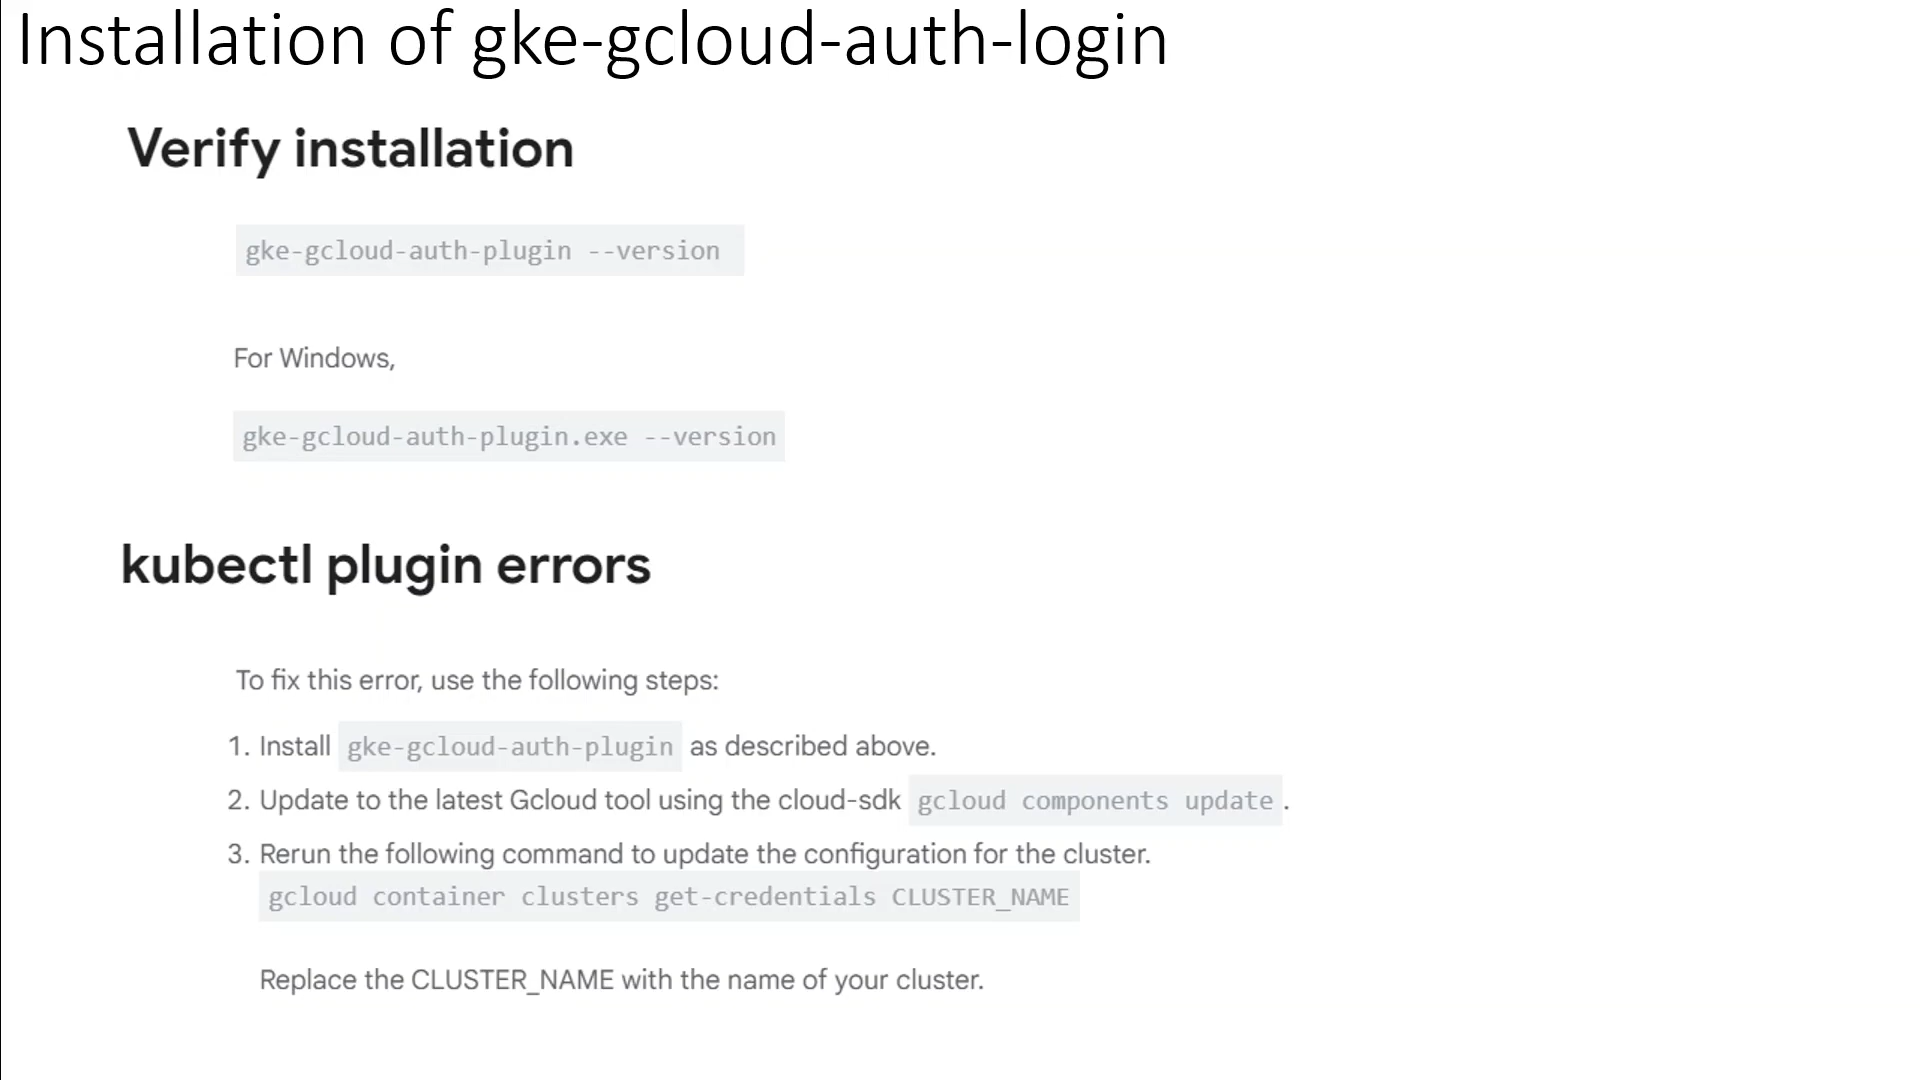 Installation of gke-gcloud-auth-login
Verify installation
gke-gcloud-auth-plugin --version
For Windows,
gke-gcloud-auth-plugin.exe --version
kubectl plugin errors
To fix this error, use the following steps:
1. Install gke-gcloud-auth-plugin as described above.
2. Update to the latest Gcloud tool using the cloud-sdk gcloud components update.
3. Rerun the following command to update the configuration for the cluster.
gcloud container clusters get-credentials CLUSTER_NAME
Replace the CLUSTER_NAME with the name of your cluster.